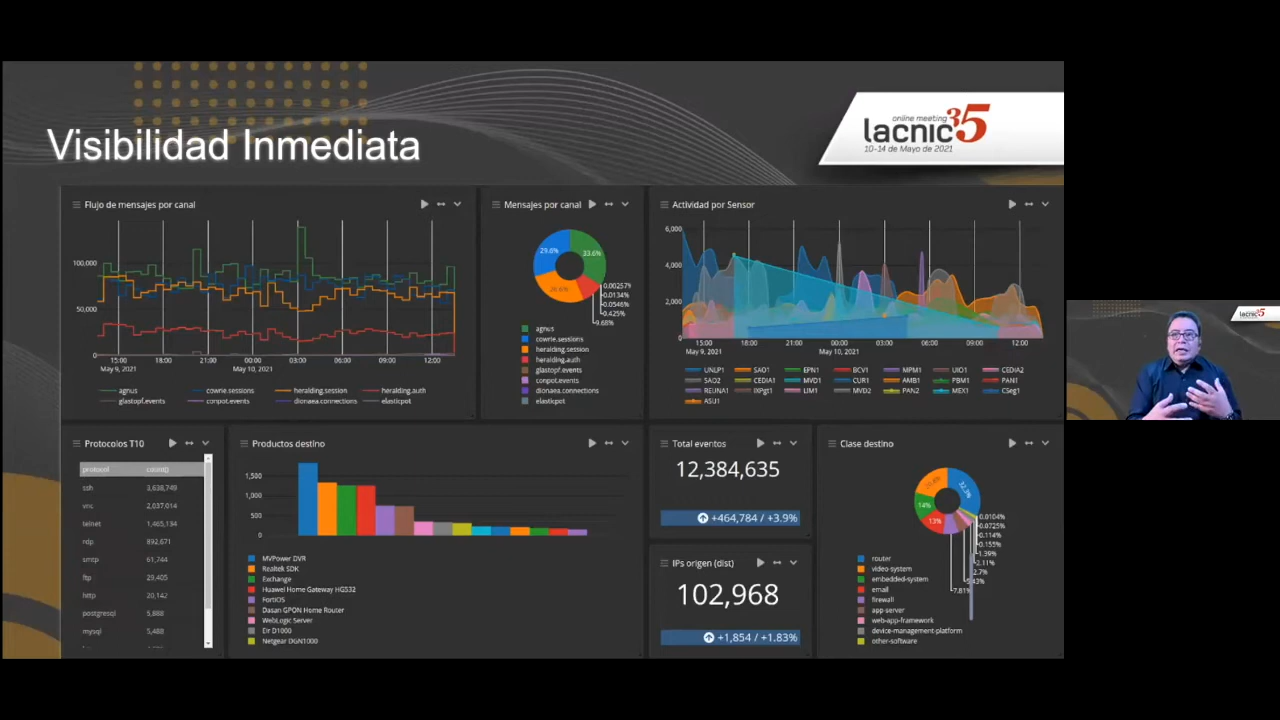 Visibilidad Inmediata
online meeting
lacnic 35
10-14 de Mayo de 2021
Flujo de mensajes por canal
100,000
50,000
0
15:00 18:00 21:00 00:00 03:00 06:00 09:00 12:00
May 9, 2021 May 10, 2021
agnus cowrie.sessions heralding.session heralding.auth
glastopf.events conpot.events dionaea.connections elasticpot
Mensajes por canal
29.6%
33.6%
0.00257%
0.0134%
0.0546%
0.425%
9.68%
agnus
cowrie.sessions
heralding.session
heralding.auth
glastopf.events
conpot.events
dionaea.connections
elasticpot
Actividad por Sensor
6,000
4,000
2,000
0
15:00 18:00 21:00 00:00 03:00 06:00 09:00 12:00
May 9, 2021 May 10, 2021
UNLP1 SAO1 EPN1 BCV1 MPM1 UIO1 CEDIA2
SAO2 CEDIA1 MVD1 CUR1 AMB1 PBM1 PAN1
REUNA1 IXPgt1 LIM1 MVD2 PAN2 MEX1 CSeg1
ASU1
Protocolos T10
protocol count()
ssh 3,638,749
vnc 2,037,014
telnet 1,465,134
rdp 892,671
smtp 61,744
ftp 29,405
http 20,142
postgresql 5,888
mysql 5,488
Productos destino
1,500
1,000
500
0
MVPower DVR
Realtek SDK
Exchange
Huawei Home Gateway HG532
FortiOS
Dasan GPON Home Router
WebLogic Server
Eir D1000
Netgear DGN1000
Total eventos
12,384,635
+464,784 / +3.9%
IPs origen (dist)
102,968
+1,854 / +1.83%
Clase destino
32.3%
14%
13%
0.0104%
0.0725%
0.114%
0.155%
1.39%
2.11%
2.7%
7.81%
router
video-system
embedded-system
email
firewall
app-server
web-app-framework
device-management-platform
other-software
lacnic 35